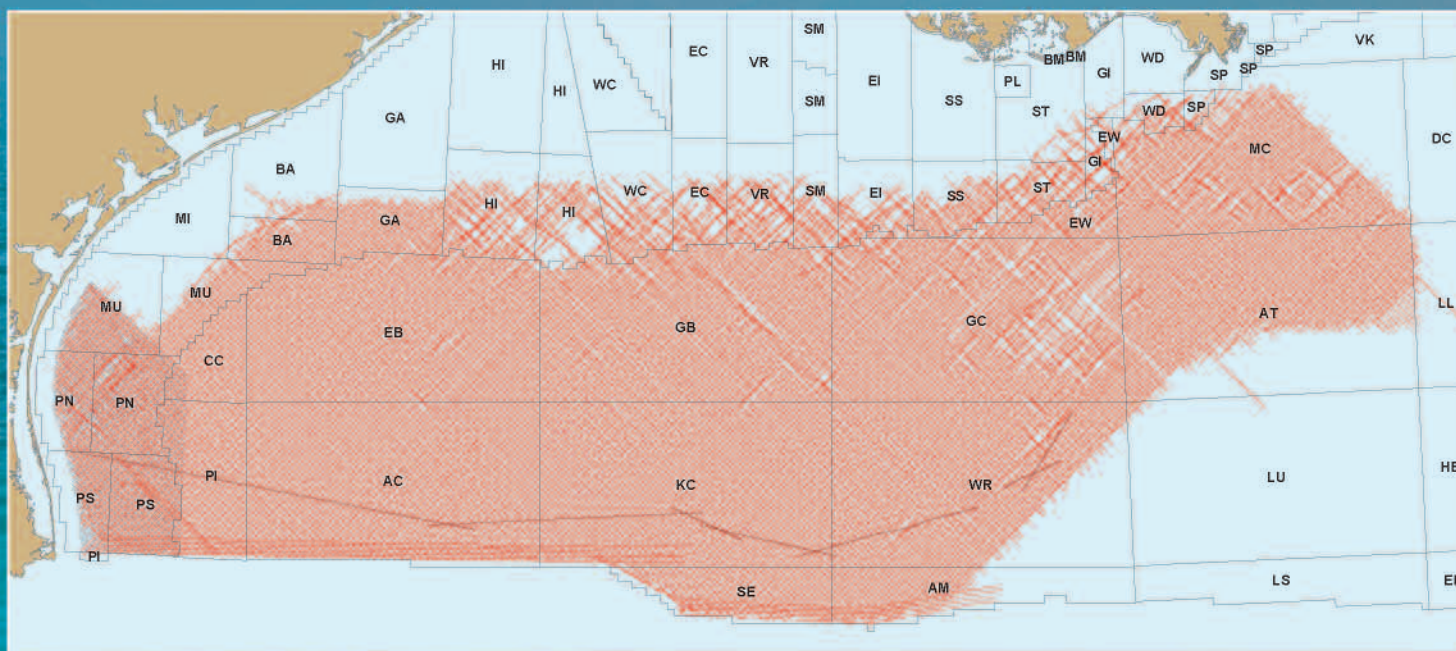 SM
HI
EC
VR
HI
WC
SM
EI
SS
PL
BM
BM
GI
WD
SP
SP
SP
VK
GA
ST
WD
SP
DC
EW
MC
GI
BA
MI
GA
HI
HI
WC
EC
VR
SM
EI
SS
ST
EW
BA
MU
MU
CC
EB
GB
GC
AT
LL
PN
PN
PI
AC
KC
WR
LU
PS
PS
PI
SE
AM
LS